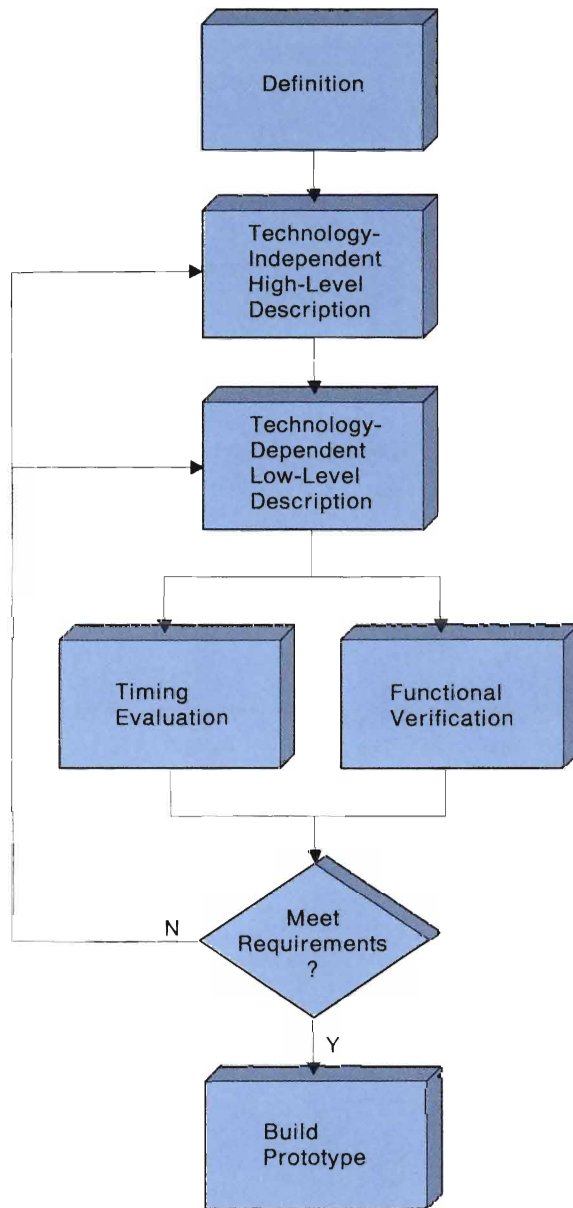 Definition
Technology-
Independent
High-Level
Description
Technology-
Dependent
Low-Level
Description
Timing
Evaluation
Functional
Verification
Meet
Requirements
?
N
Y
Build
Prototype